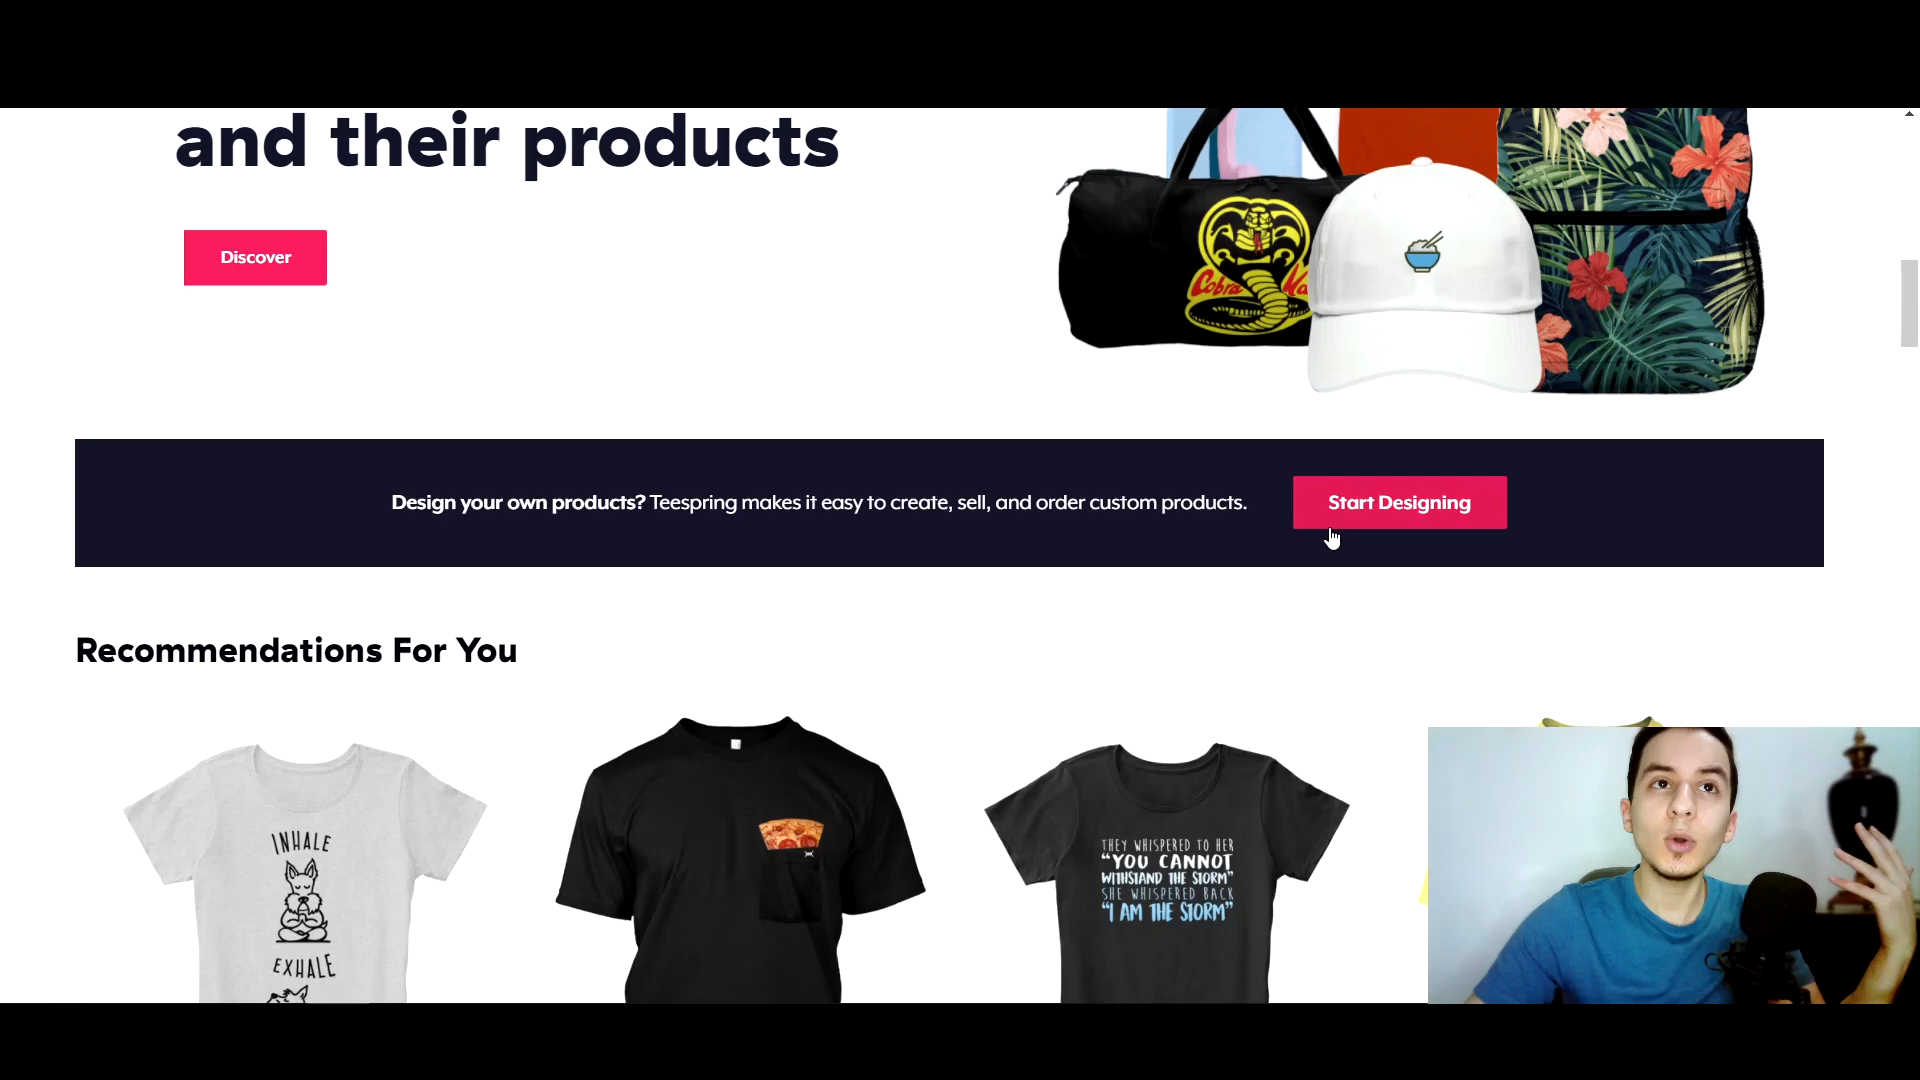 and their products
Discover
Cobra
Design your own products? Teespring makes it easy to create, sell, and order custom products.
Start Designing
Recommendations For You
INHALE
EXHALE
THEY WHISPERED TO HER
“YOU CANNOT
WITHSTAND THE STORM”
SHE WHISPERED BACK
“I AM THE STORM”